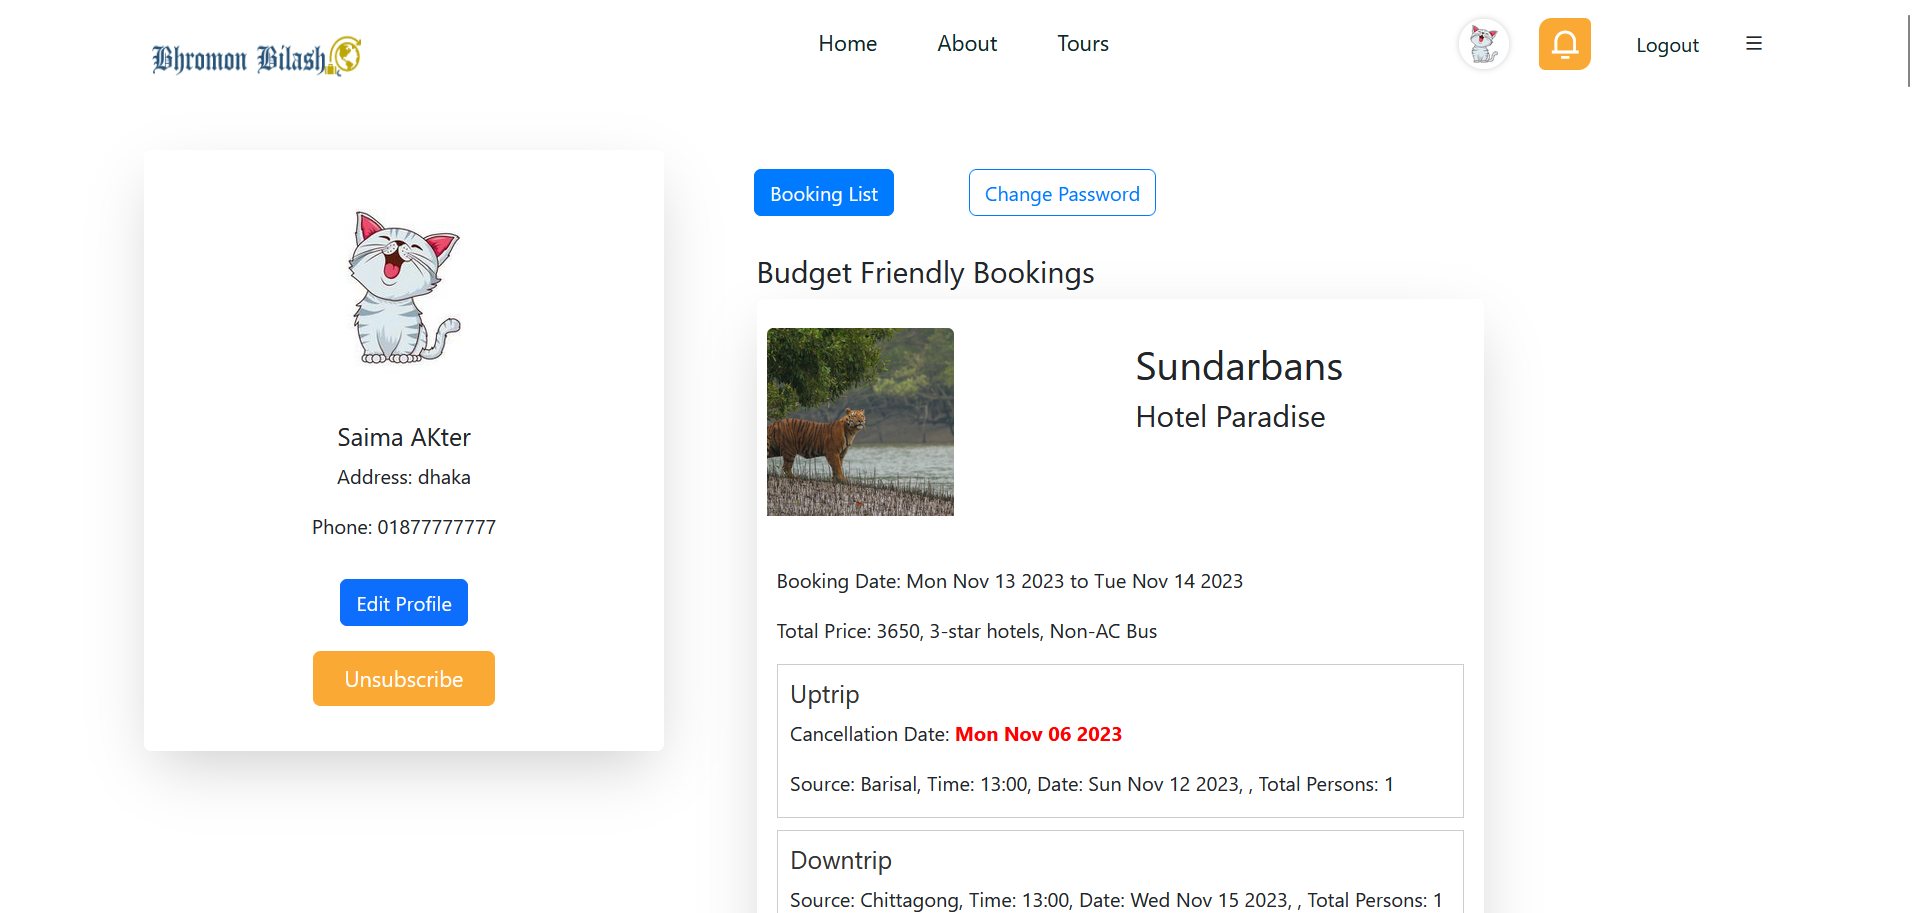 Bhromon Bilash
Home About Tours
Logout
Booking List
Change Password
Saima AKter
Address: dhaka
Phone: 01877777777
Edit Profile
Unsubscribe
Budget Friendly Bookings
Sundarbans
Hotel Paradise
Booking Date: Mon Nov 13 2023 to Tue Nov 14 2023
Total Price: 3650, 3-star hotels, Non-AC Bus
Uptrip
Cancellation Date: Mon Nov 06 2023
Source: Barisal, Time: 13:00, Date: Sun Nov 12 2023, , Total Persons: 1
Downtrip
Source: Chittagong, Time: 13:00, Date: Wed Nov 15 2023, , Total Persons: 1